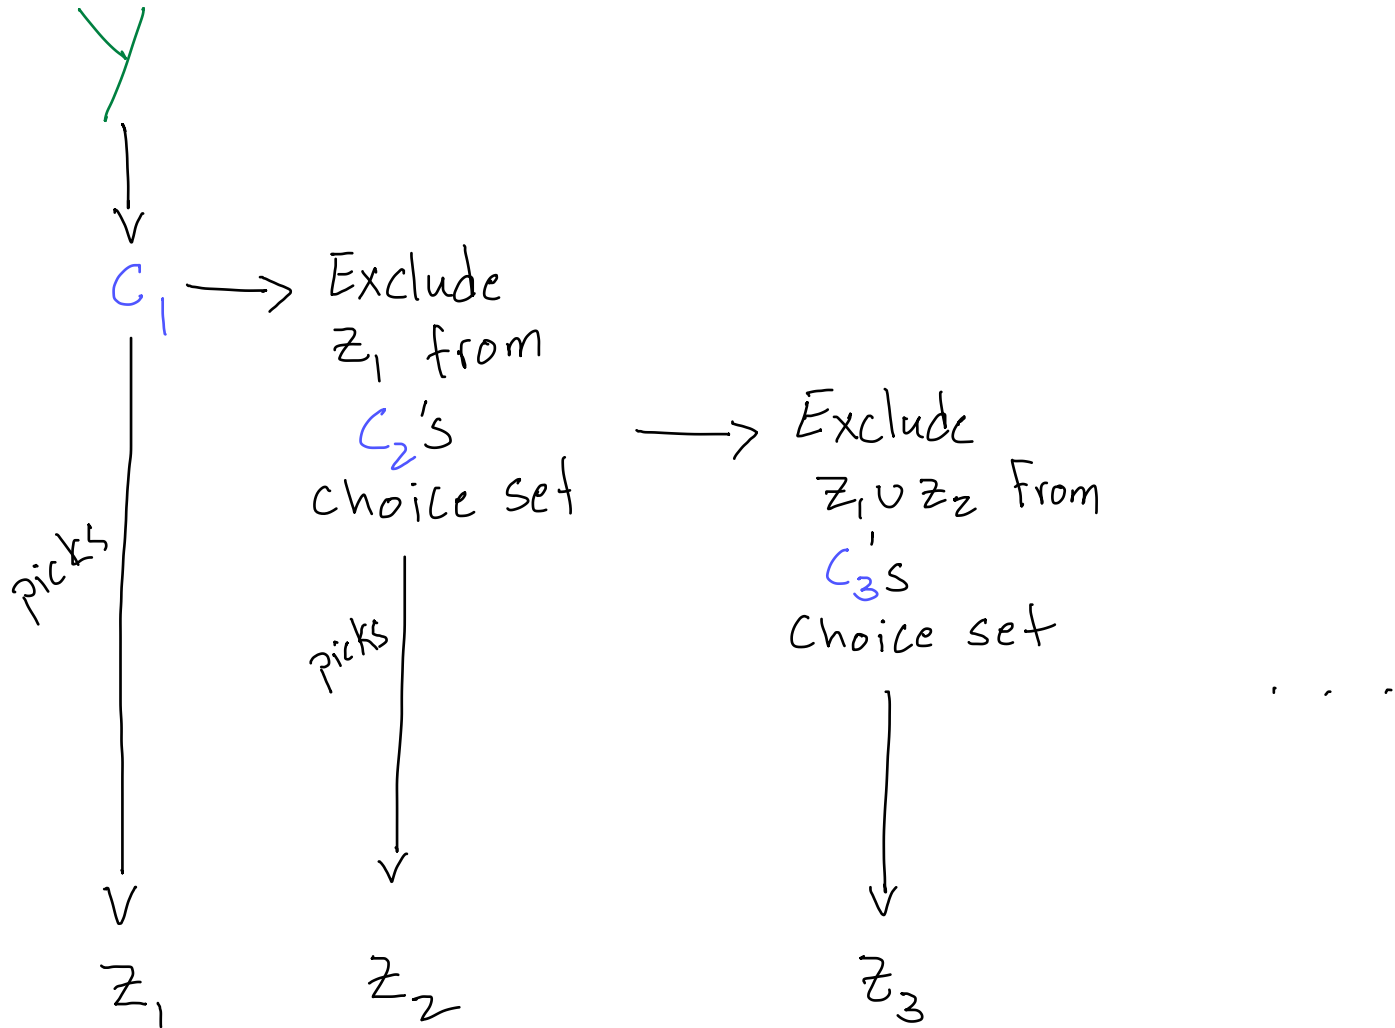 Y
C₁
Exclude
Z₁ from
C₂'s
choice set
Exclude
Z₁ ∪ Z₂ from
C₃'s
Choice set
picks
picks
. . .
Z₁
Z₂
Z₃